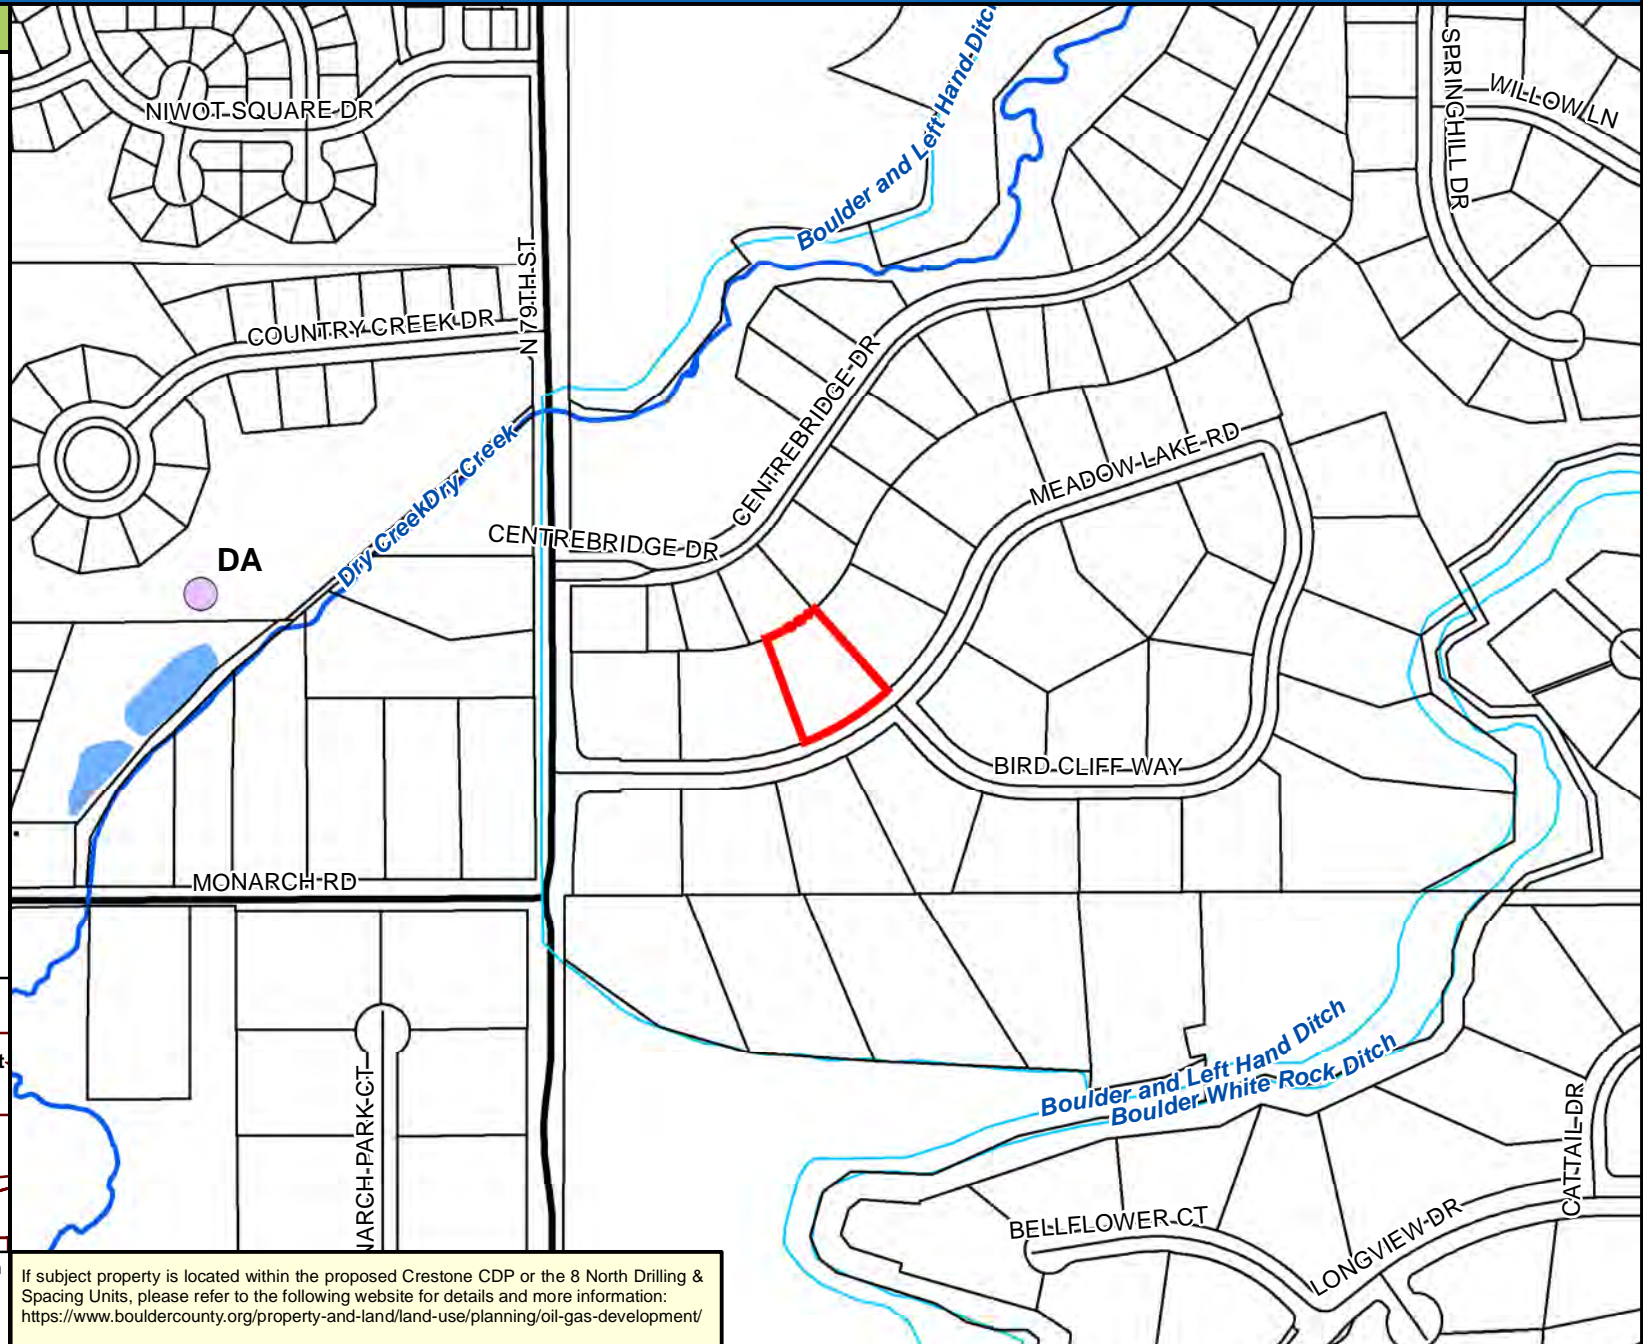 Boulder and Left Hand Ditch
SPRINGHILL DR
WILLOW LN
NIWOT SQUARE DR
N 79TH ST
COUNTRY CREEK DR
CENTREBRIDGE DR
MEADOW LAKE RD
Dry Creek
Dry Creek
CENTREBRIDGE DR
DA
BIRD CLIFF WAY
MONARCH RD
Boulder and Left Hand Ditch
Boulder White Rock Ditch
NARCH PARK CT
CATTAIL DR
BELLFLOWER CT
LONGVIEW DR
If subject property is located within the proposed Crestone CDP or the 8 North Drilling &
Spacing Units, please refer to the following website for details and more information:
https://www.bouldercounty.org/property-and-land/land-use/planning/oil-gas-development/